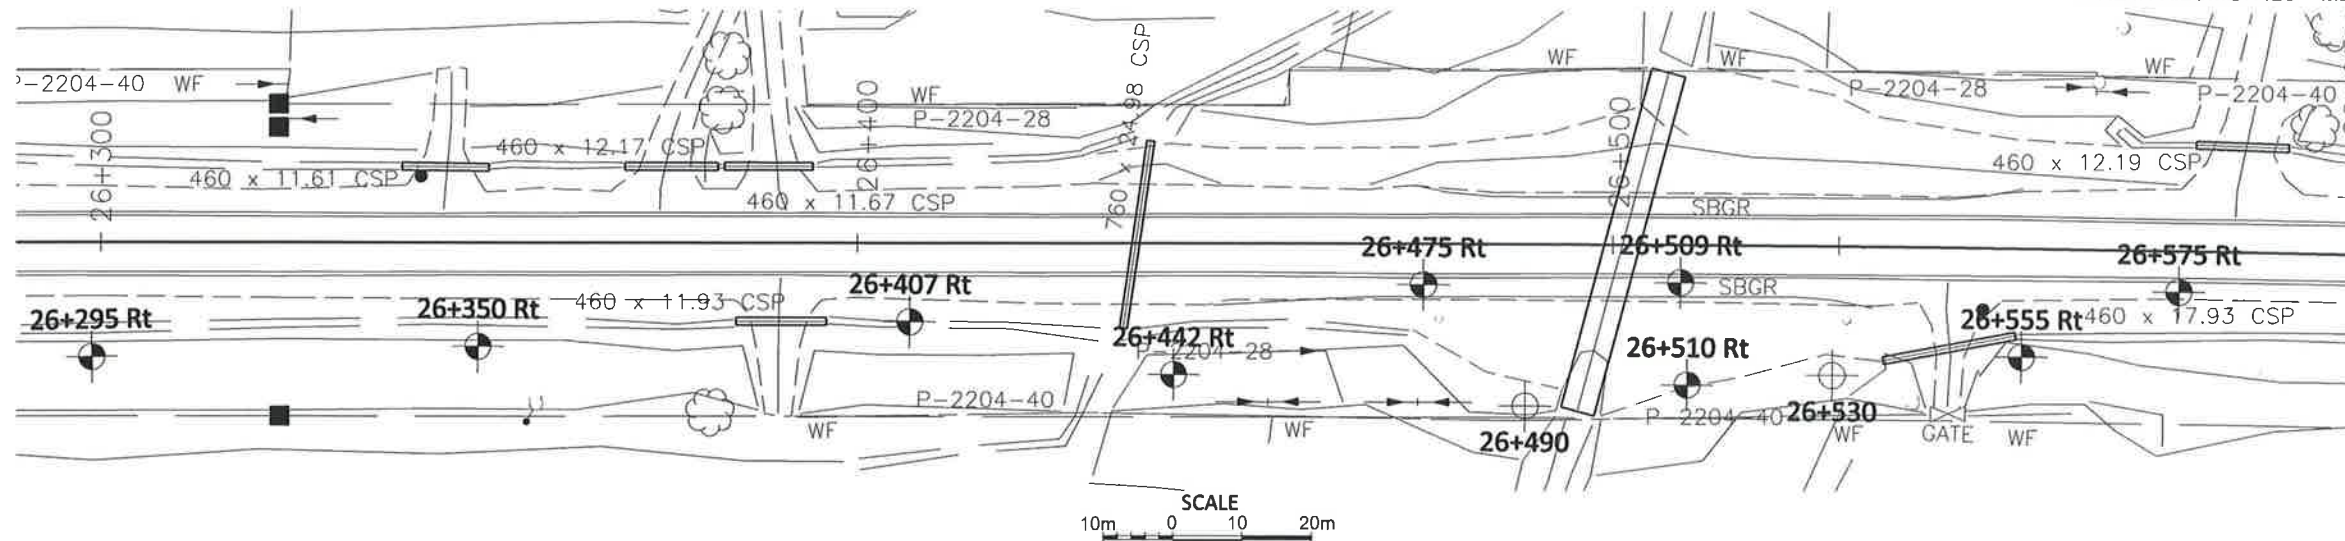 WF
WF
P-2204-40
WF
WF
P-2204-28
P-2204-28
P-2204-40
WF
26+300
26+400
760 x 24.98 CSP
26+500
460 x 12.17 CSP
460 x 11.61 CSP
460 x 11.67 CSP
460 x 12.19 CSP
SBGR
26+475 Rt
26+509 Rt
26+575 Rt
26+407 Rt
SBGR
26+295 Rt
26+350 Rt
460 x 11.93 CSP
26+442 Rt
26+555 Rt
460 x 17.93 CSP
P-2204-28
26+510 Rt
P-2204-40
P-2204-40
26+530
WF
WF
26+490
WF
GATE
WF
SCALE
10m 0 10 20m